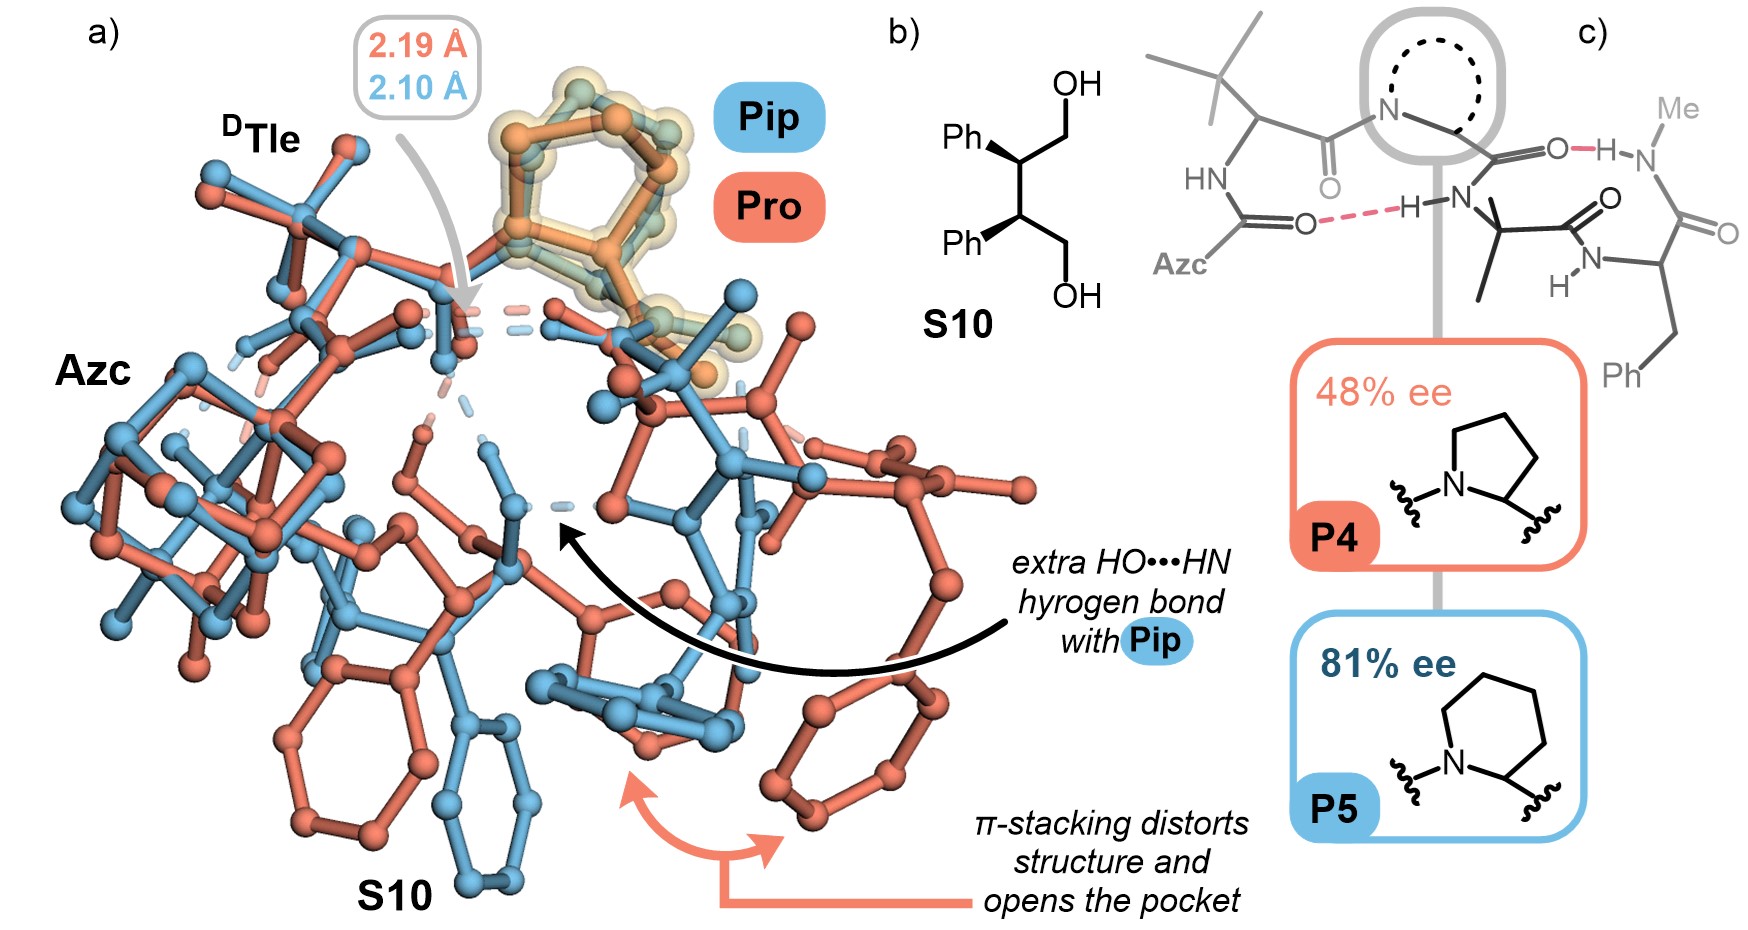 a)
2.19 Å
2.10 Å
DTle
Pip
Pro
Azc
S10
extra HO•••HN
hyrogen bond
with Pip
π-stacking distorts
structure and
opens the pocket
b)
OH
Ph
Ph
OH
S10
c)
N
Me
O
H
N
HN
O
H
N
O
O
Azc
N
H
O
Ph
48% ee
N
P4
81% ee
N
P5